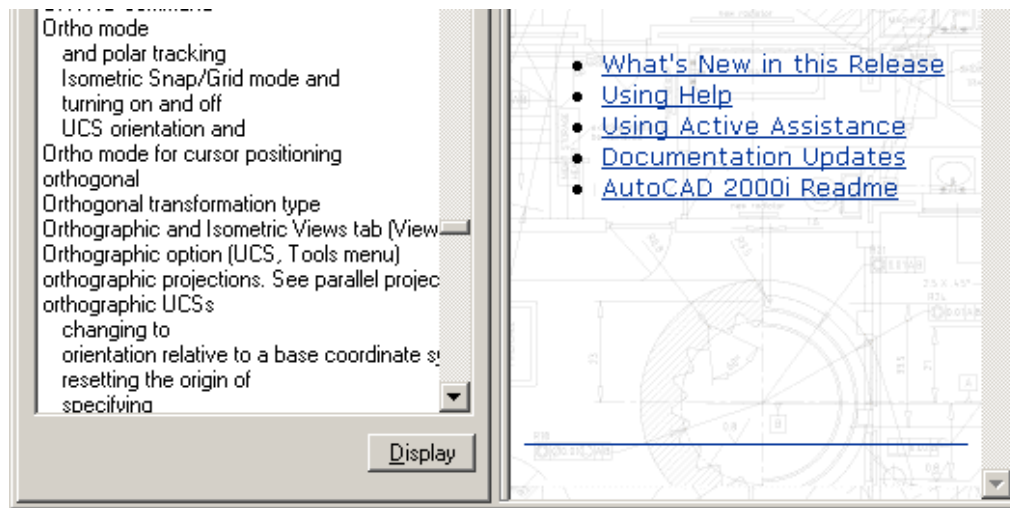 Ortho mode
and polar tracking
Isometric Snap/Grid mode and
turning on and off
UCS orientation and
Ortho mode for cursor positioning
orthogonal
Orthogonal transformation type
Orthographic and Isometric Views tab (View
Orthographic option (UCS, Tools menu)
orthographic projections. See parallel projec
orthographic UCSs
changing to
orientation relative to a base coordinate sy
resetting the origin of
specifying
Display
What's New in this Release
Using Help
Using Active Assistance
Documentation Updates
AutoCAD 2000i Readme